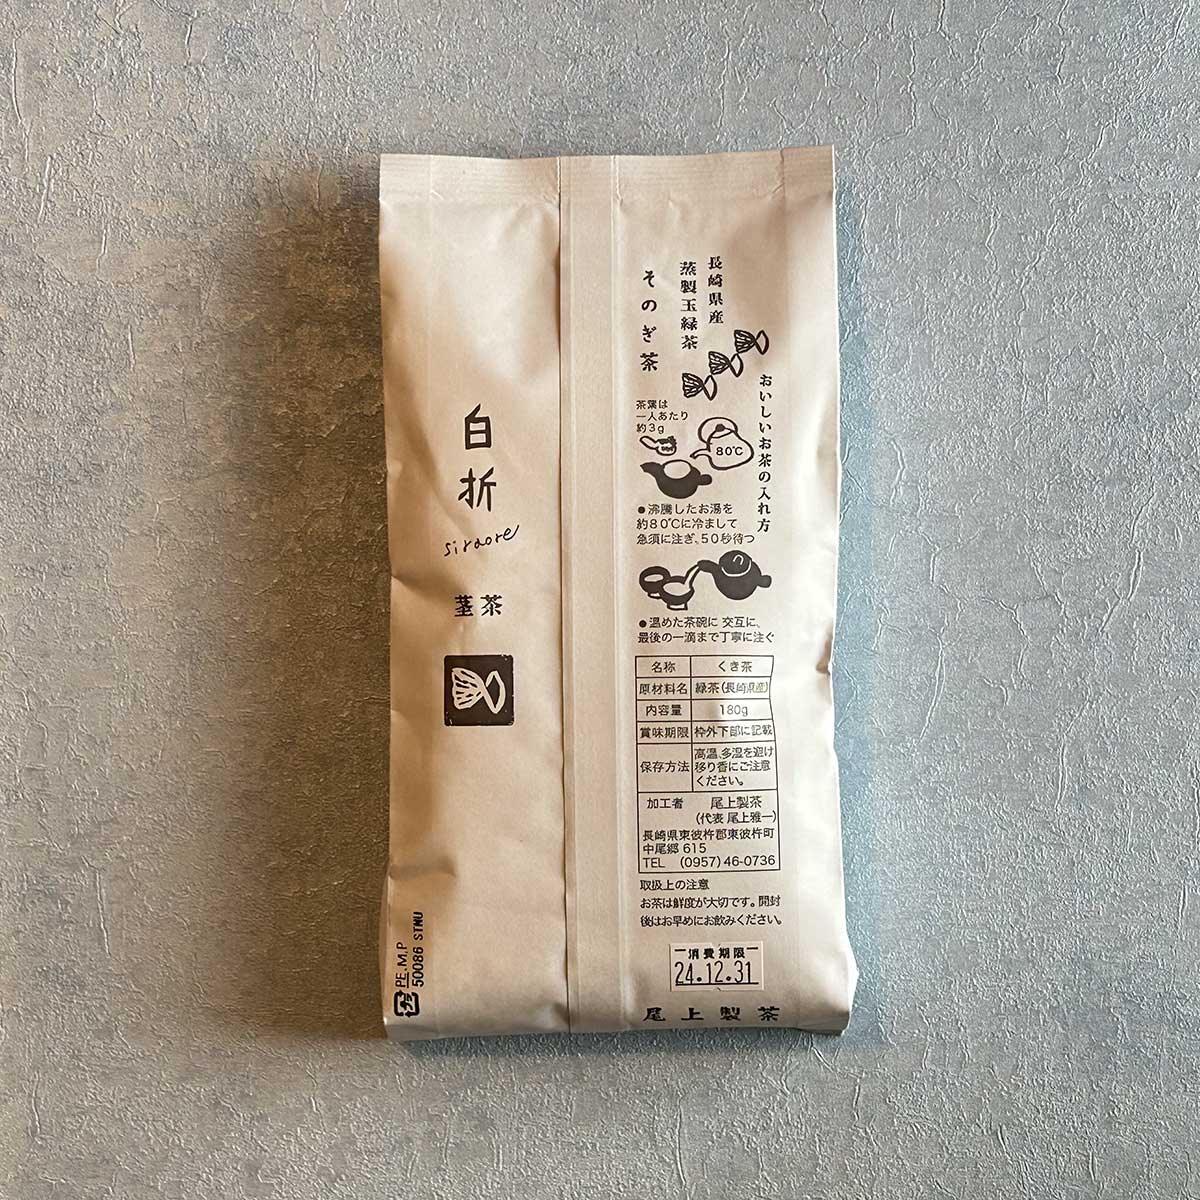 長崎県産
蒸製玉緑茶
そのぎ茶
おいしいお茶の入れ方
茶葉は
一人あたり
約3g
80℃
●沸騰したお湯を
約80℃に冷まして
急須に注ぎ、50秒待つ
●温めた茶碗に 交互に、
最後の一滴まで丁寧に注ぐ
名称 くき茶
原材料名 緑茶(長崎県産)
内容量 180g
賞味期限 枠外下部に記載
保存方法 高温、多湿を避け
移り香にご注意
ください。
加工者 尾上製茶
(代表 尾上雅一)
長崎県東彼杵郡東彼杵町
中尾郷 615
TEL (0957)46-0736
取扱上の注意
お茶は鮮度が大切です。開封
後はお早めにお飲みください。
消費期限
24.12.31
尾上製茶
白折
siraore
茎茶
プラ
PE.M.P
50086 STMU